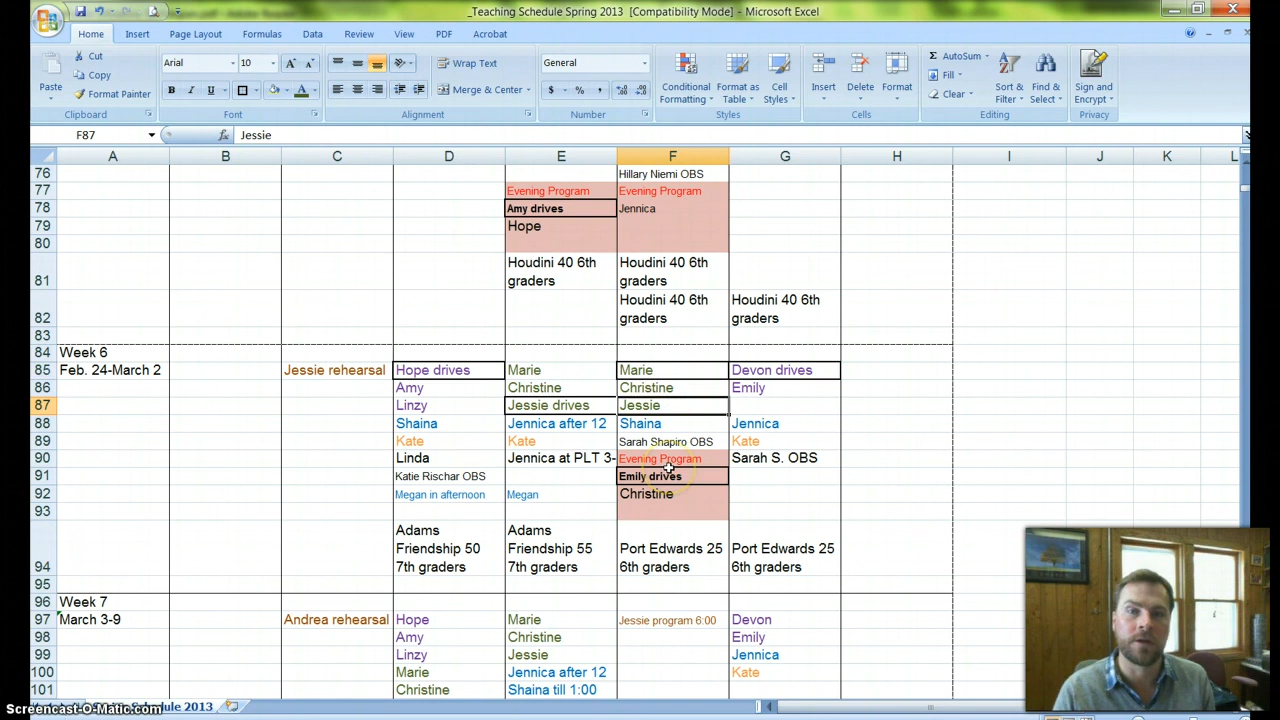 Teaching Schedule Spring 2013 [Compatibility Mode] - Microsoft Excel
Home Insert Page Layout Formulas Data Review View PDF Acrobat
Cut
Copy
Format Painter
Paste
Clipboard
Arial 10
B I U
Font
Wrap Text
Merge & Center
Alignment
General
$ % ,
Number
Conditional Formatting
Format as Table
Cell Styles
Styles
Insert Delete Format
Cells
AutoSum
Fill
Clear
Sort & Filter
Find & Select
Editing
Sign and Encrypt
Privacy
F87 fx Jessie
A B C D E F G H I J K L
76 Hillary Niemi OBS
77 Evening Program Evening Program
78 Amy drives Jennica
79 Hope
80
81 Houdini 40 6th graders Houdini 40 6th graders
82 Houdini 40 6th graders Houdini 40 6th graders
83
84 Week 6
85 Feb. 24-March 2 Jessie rehearsal Hope drives Marie Marie Devon drives
86 Amy Christine Christine Emily
87 Linzy Jessie drives Jessie
88 Shaina Jennica after 12 Shaina Jennica
89 Kate Kate Sarah Shapiro OBS Kate
90 Linda Jennica at PLT 3- Evening Program Sarah S. OBS
91 Katie Rischar OBS Emily drives
92 Megan in afternoon Megan Christine
93
94 Adams Friendship 50 7th graders Adams Friendship 55 7th graders Port Edwards 25 6th graders Port Edwards 25 6th graders
95
96 Week 7
97 March 3-9 Andrea rehearsal Hope Marie Jessie program 6:00 Devon
98 Amy Christine Emily
99 Linzy Jessie Jennica
100 Marie Jennica after 12 Kate
101 Christine Shaina till 1:00
Schedule 2013
Screencast-O-Matic.com